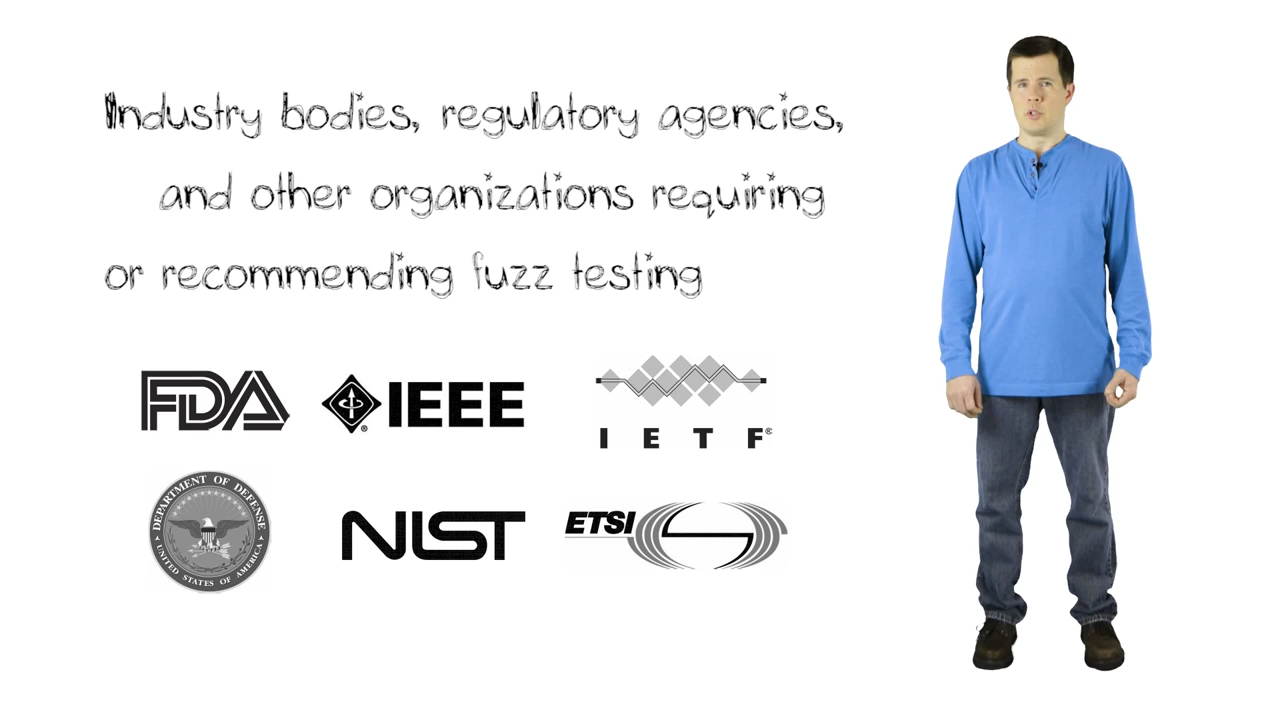 Industry bodies, regulatory agencies,
and other organizations requiring
or recommending fuzz testing
FDA
IEEE
®
IETF®
DEPARTMENT OF DEFENSE
UNITED STATES OF AMERICA
NIST
ETSI